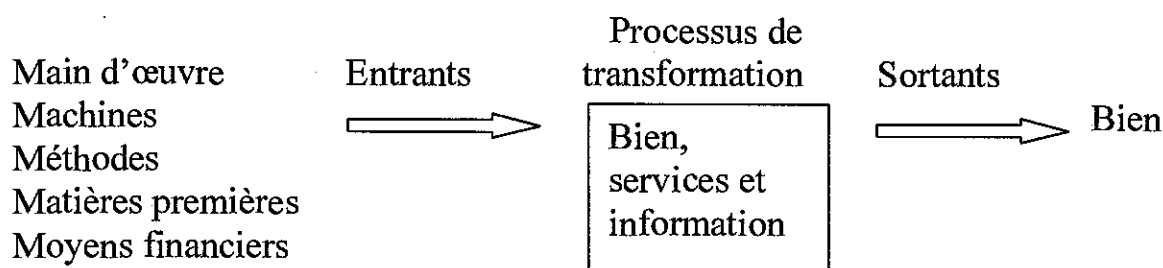 Processus de
Main d'œuvre Entrants transformation Sortants
Machines Bien, Bien
Méthodes services et
Matières premières information
Moyens financiers